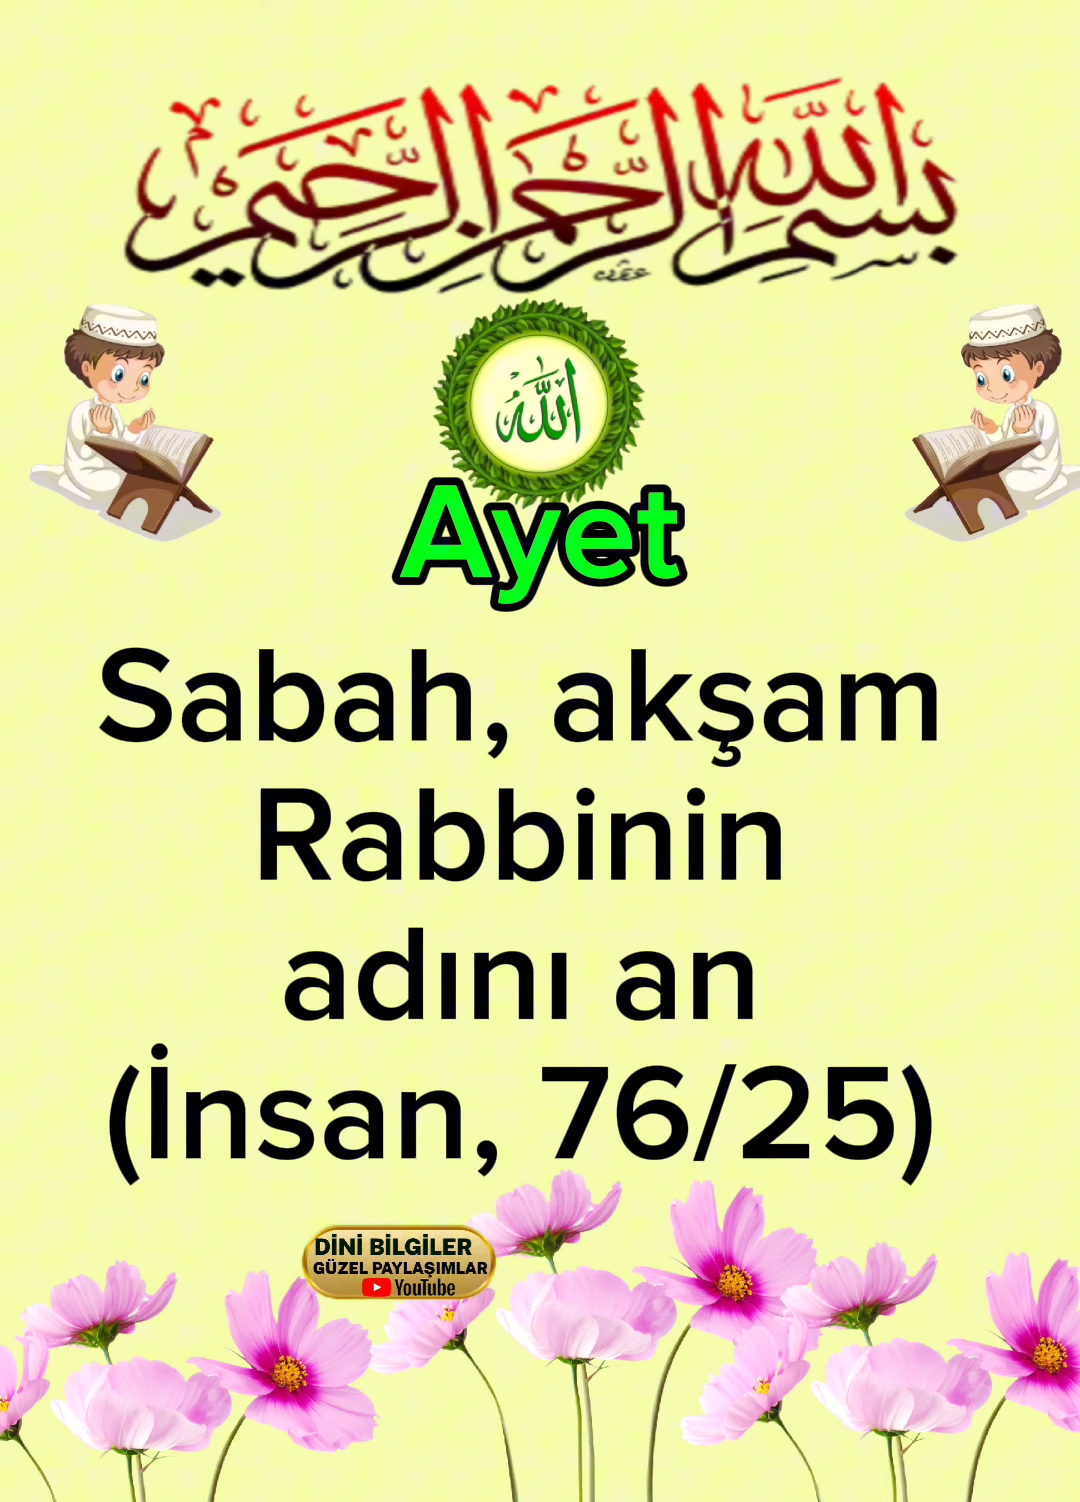 بسم الله الرحمن الرحيم
الله
Ayet
Sabah, akşam
Rabbinin
adını an
(İnsan, 76/25)
DİNİ BİLGİLER
GÜZEL PAYLAŞIMLAR
YouTube